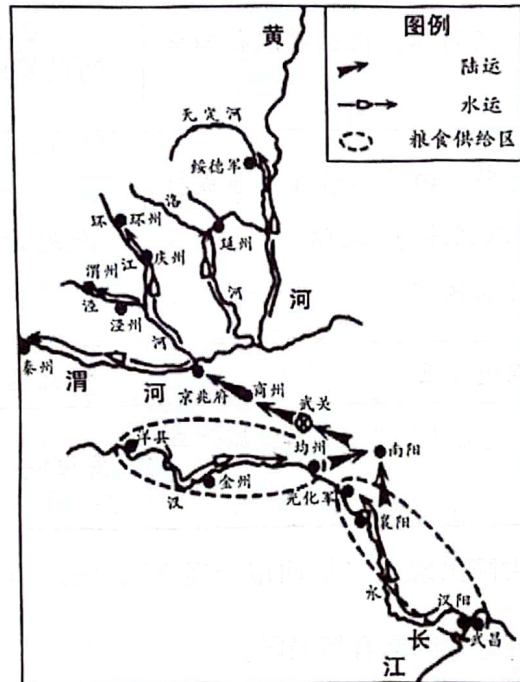 黄
图例
陆运
水运
粮食供给区
无定河
绥德军
洛
环
环州
延州
江
庆州
渭州
泾
泾州
河
河
河
秦州
渭
河
京兆府
商州
武关
洋县
均州
南阳
汉
金州
光化军
襄阳
水
汉阳
长
武昌
江